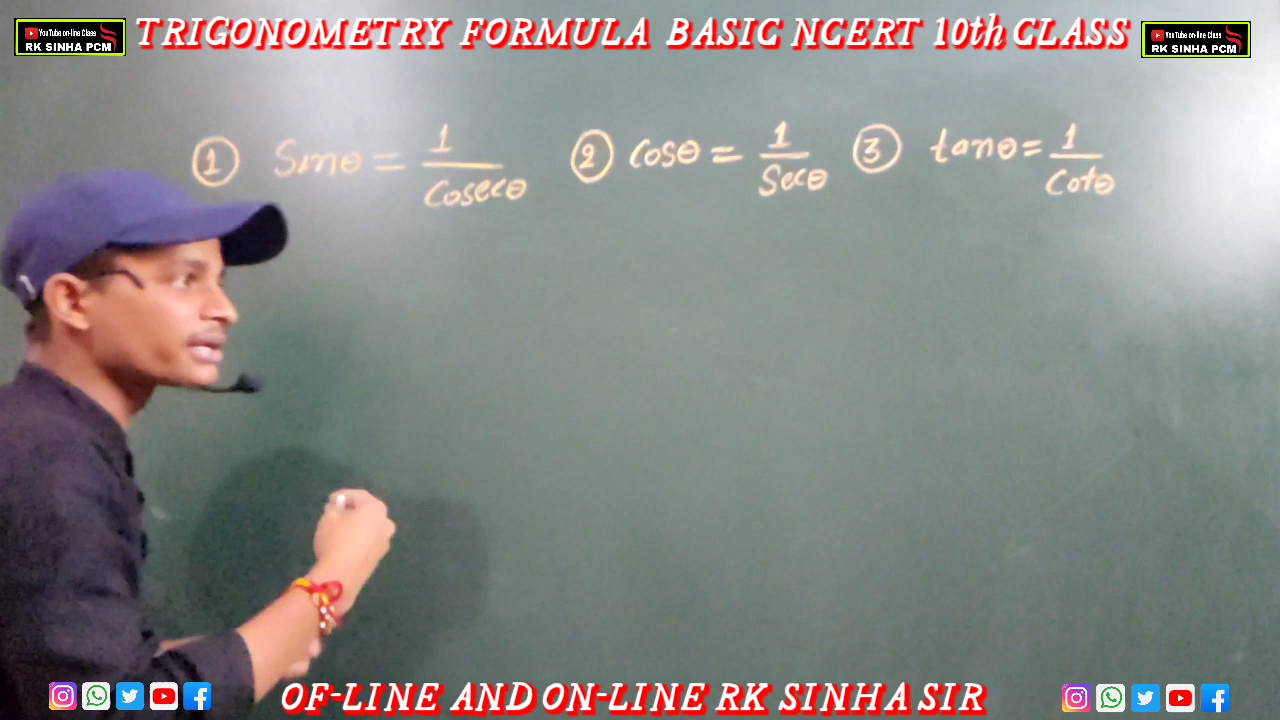 YouTube on-line Class
RK SINHA PCM
TRIGONOMETRY FORMULA BASIC NCERT 10th CLASS
YouTube on-line Class
RK SINHA PCM
① Sinθ = 1/Cosecθ ② Cosθ = 1/Secθ ③ tanθ = 1/Cotθ
OF-LINE AND ON-LINE RK SINHA SIR